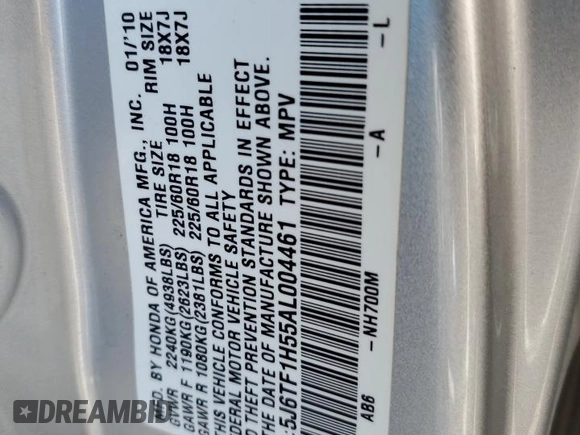 MFD. BY HONDA OF AMERICA MFG., INC. 01/'10
GVWR 2240KG(4938LBS) TIRE SIZE RIM SIZE
GAWR F 1190KG(2623LBS) 225/60R18 100H 18X7J
GAWR R 1080KG(2381LBS) 225/60R18 100H 18X7J
THIS VEHICLE CONFORMS TO ALL APPLICABLE
FEDERAL MOTOR VEHICLE SAFETY
AND THEFT PREVENTION STANDARDS IN EFFECT
ON THE DATE OF MANUFACTURE SHOWN ABOVE.
:5J6TF1H55AL004461 TYPE: MPV
AB6 -NH700M -A -L
DREAMBID